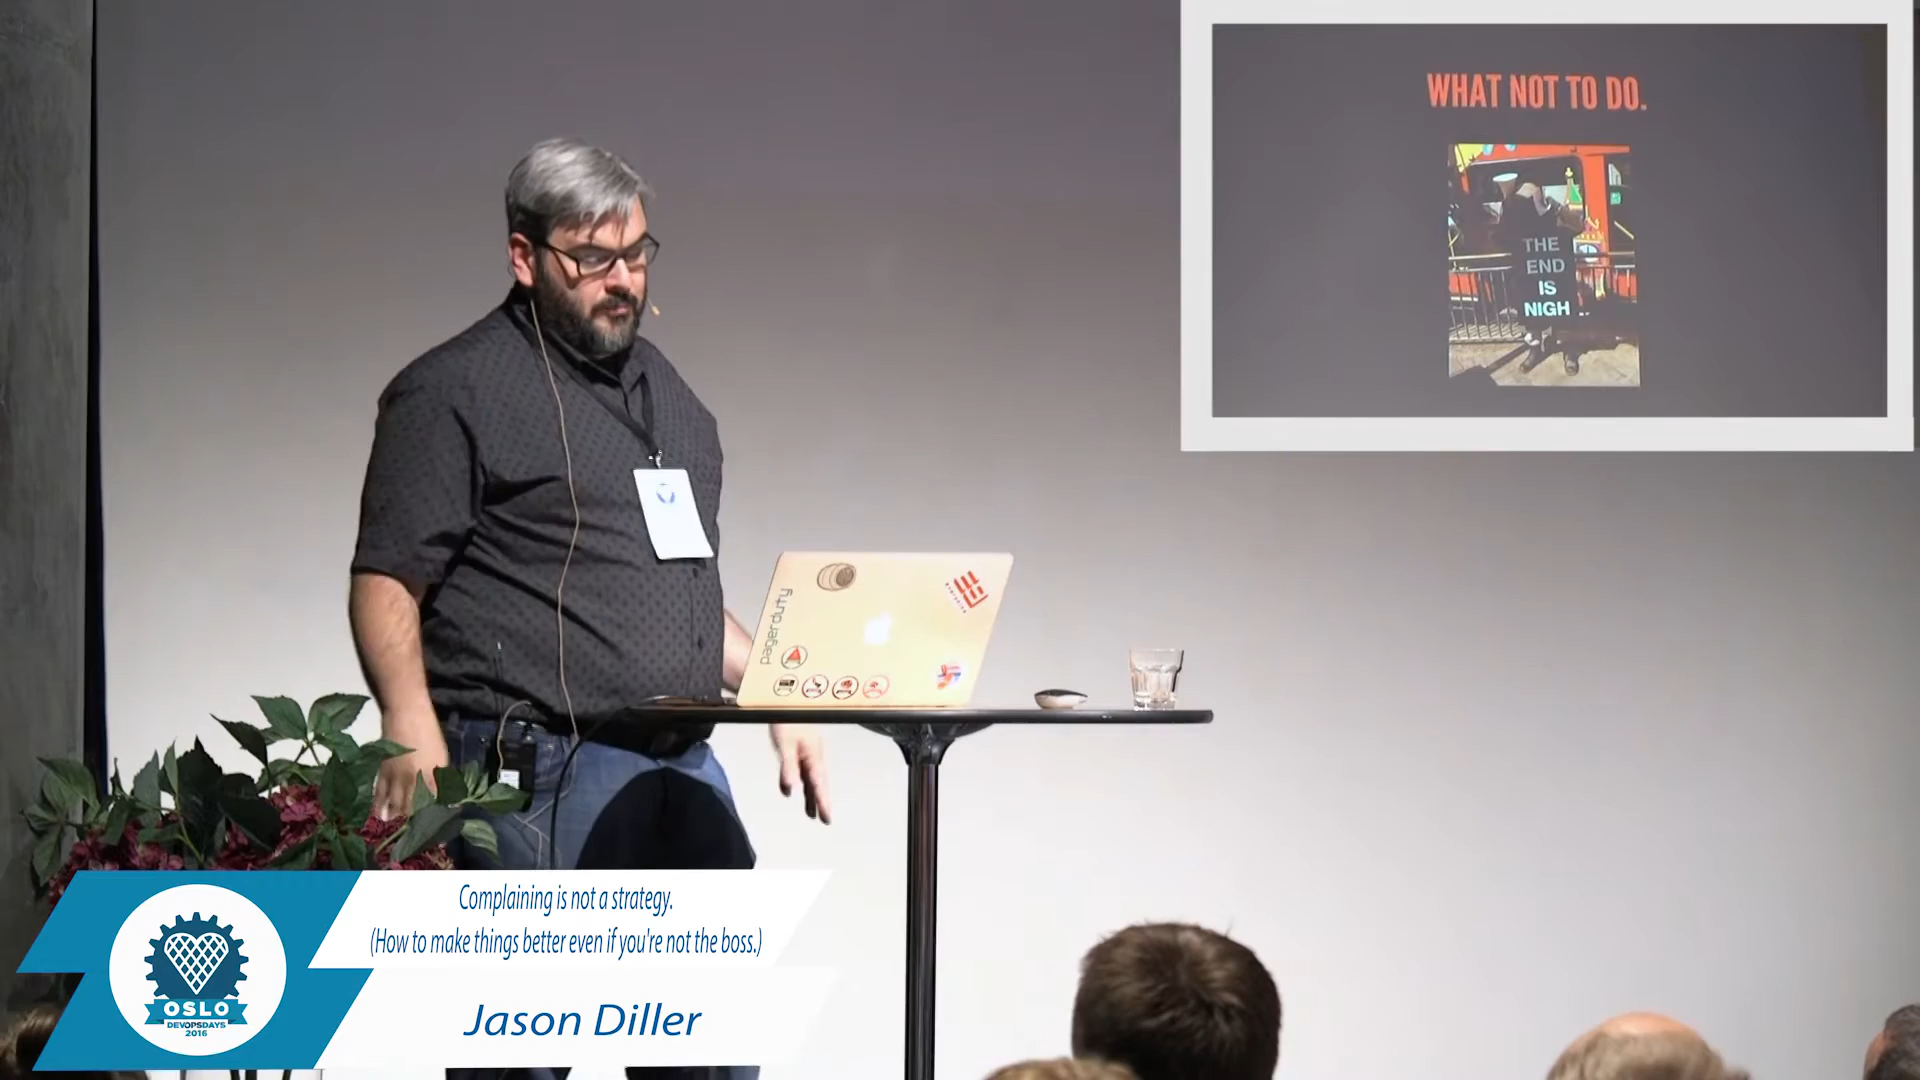 WHAT NOT TO DO.
THE
END
IS
NIGH
pagerduty
Complaining is not a strategy.
(How to make things better even if you're not the boss.)
Jason Diller
OSLO
DEVOPSDAYS
2016